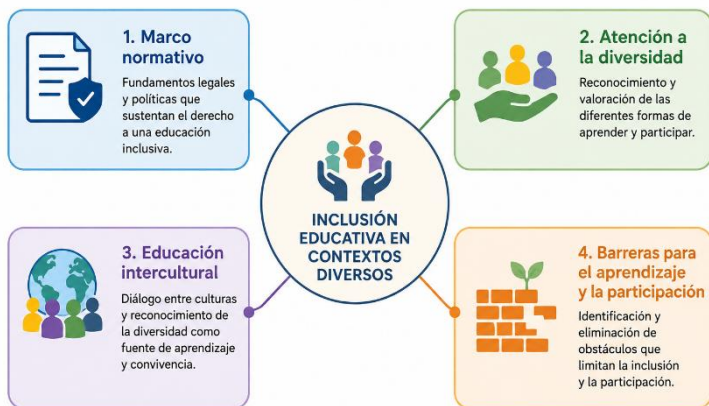 1. Marco
normativo
Fundamentos legales
y políticas que
sustentan el derecho
a una educación
inclusiva.
2. Atención a
la diversidad
Reconocimiento y
valoración de las
diferentes formas de
aprender y participar.
INCLUSIÓN
EDUCATIVA EN
CONTEXTOS
DIVERSOS
3. Educación
intercultural
Diálogo entre culturas
y reconocimiento de
la diversidad como
fuente de aprendizaje
y convivencia.
4. Barreras para
el aprendizaje
y la participación
Identificación y
eliminación de
obstáculos que
limitan la inclusión
y la participación.